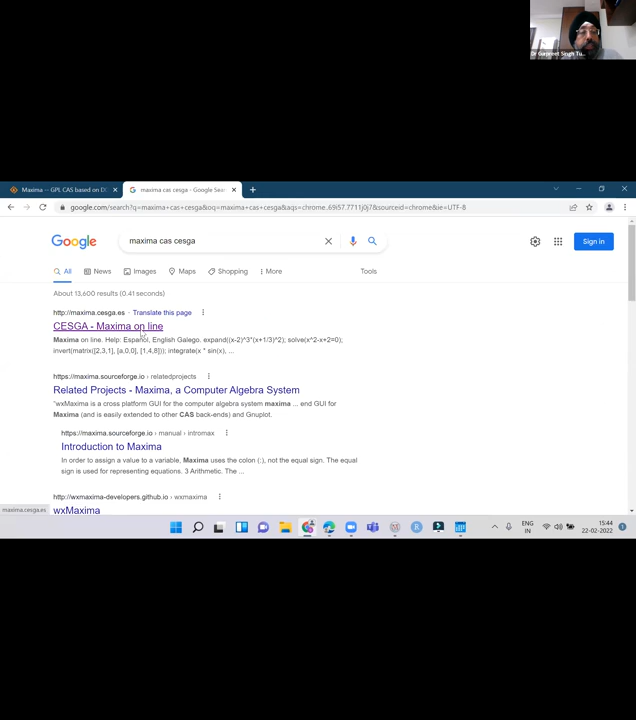 Dr Gurjeet Singh Tu...
Maxima -- GPL CAS based on DO
maxima cas cesga - Google Sear
google.com/search?q=maxima+cas+cesga&oq=maxima+cas+cesga&aqs=chrome..69i57.7711j0j7&sourceid=chrome&ie=UTF-8
Google
maxima cas cesga
Sign in
All
News
Images
Maps
Shopping
More
Tools
About 13,600 results (0.41 seconds)
http://maxima.cesga.es · Translate this page
CESGA - Maxima on line
Maxima on line. Help: Español, English Galego. expand((x-2)^3*(x+1/3)^2); solve(x^2-x+2=0);
invert(matrix([2,3,1], [a,0,0], [1,4,8])); integrate(x * sin(x), ...
https://maxima.sourceforge.io › relatedprojects
Related Projects - Maxima, a Computer Algebra System
"wxMaxima is a cross platform GUI for the computer algebra system maxima ... end GUI for
Maxima (and is easily extended to other CAS back-ends) and Gnuplot.
https://maxima.sourceforge.io › manual › intromax
Introduction to Maxima
In order to assign a value to a variable, Maxima uses the colon (:), not the equal sign. The equal
sign is used for representing equations. 3 Arithmetic. The ...
http://wxmaxima-developers.github.io › wxmaxima
wxMaxima
maxima.cesga.es
ENG
IN
15:44
22-02-2022